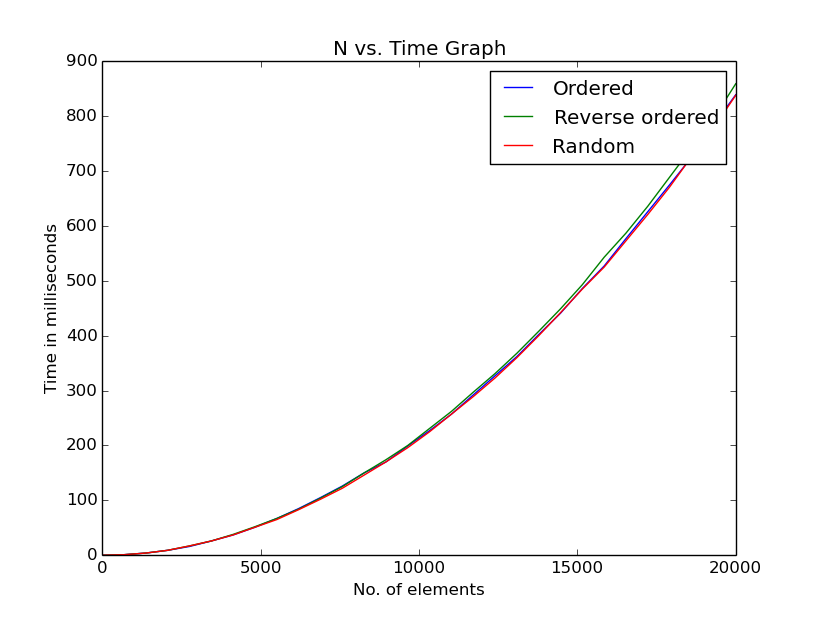 N vs. Time Graph
900
800
700
600
500
400
300
200
100
0
Time in milliseconds
Ordered
Reverse ordered
Random
0 5000 10000 15000 20000
No. of elements